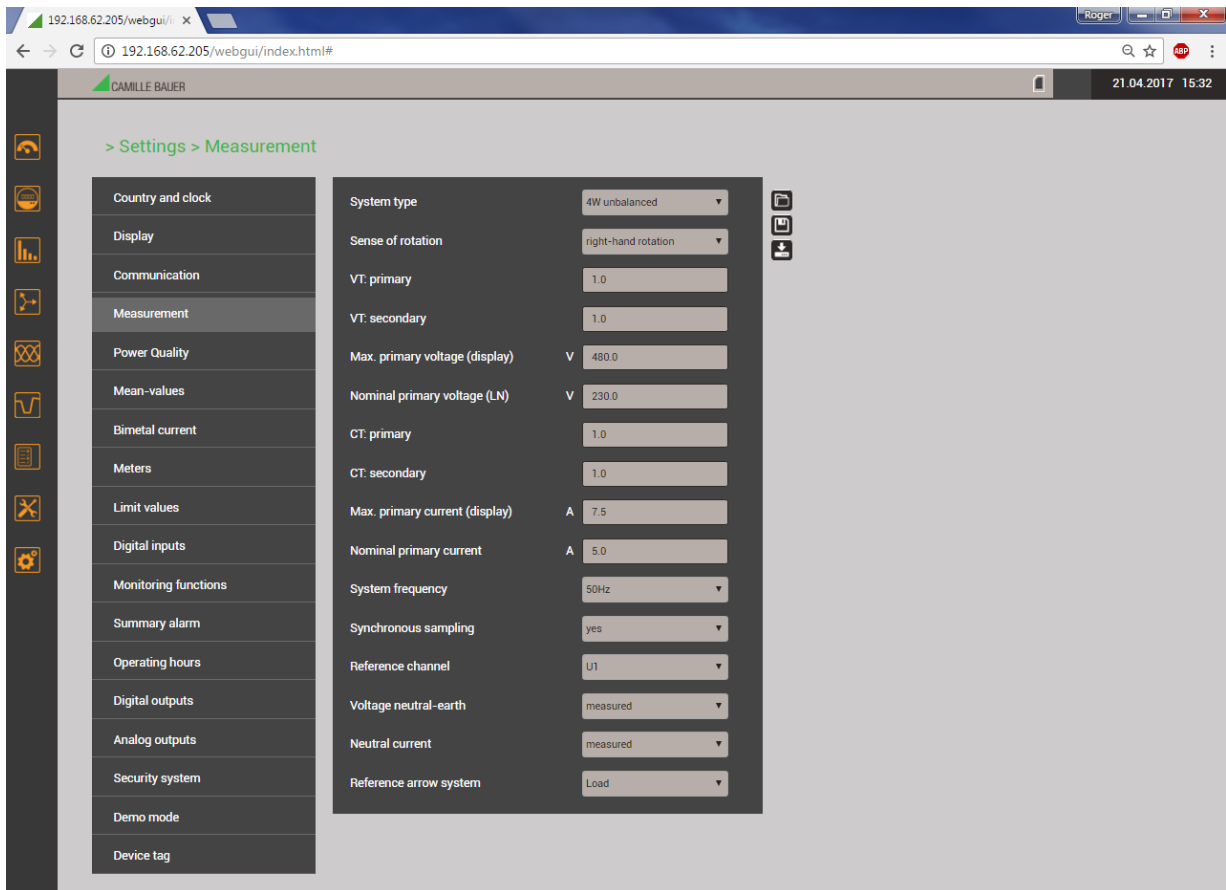 192.168.62.205/webgui/i
Roger
192.168.62.205/webgui/index.html#
ABP
CAMILLE BAUER
21.04.2017 15:32
> Settings > Measurement
Country and clock
Display
Communication
Measurement
Power Quality
Mean-values
Bimetal current
Meters
Limit values
Digital inputs
Monitoring functions
Summary alarm
Operating hours
Digital outputs
Analog outputs
Security system
Demo mode
Device tag
System type 4W unbalanced
Sense of rotation right-hand rotation
VT: primary 1.0
VT: secondary 1.0
Max. primary voltage (display) V 480.0
Nominal primary voltage (LN) V 230.0
CT: primary 1.0
CT: secondary 1.0
Max. primary current (display) A 7.5
Nominal primary current A 5.0
System frequency 50Hz
Synchronous sampling yes
Reference channel U1
Voltage neutral-earth measured
Neutral current measured
Reference arrow system Load